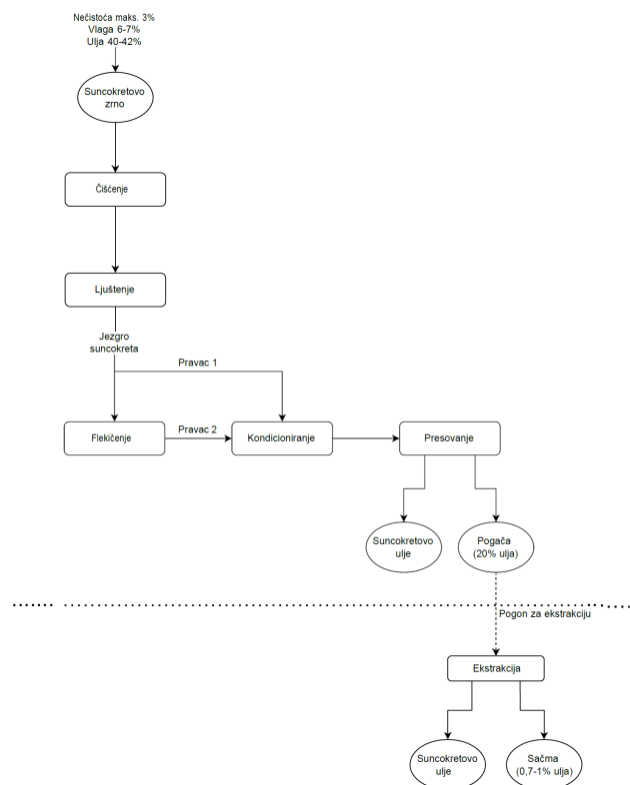 Nečistoća maks. 3%
Vlaga 6-7%
Ulja 40-42%
Suncokretovo
zrno
Čišćenje
Ljuštenje
Jezgro
suncokreta
Pravac 1
Flekičenje
Pravac 2
Kondicioniranje
Presovanje
Suncokretovo
ulje
Pogača
(20% ulja)
Pogon za ekstrakciju
Ekstrakcija
Suncokretovo
ulje
Sačma
(0,7-1% ulja)